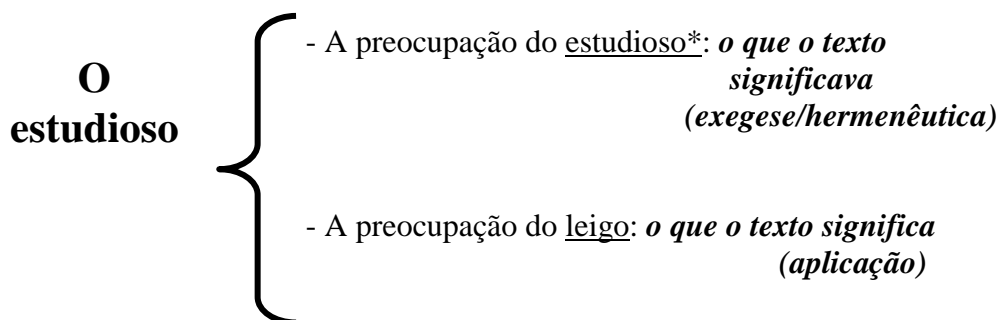 O
estudioso
- A preocupação do estudioso*: o que o texto
significava
(exegese/hermenêutica)
- A preocupação do leigo: o que o texto significa
(aplicação)